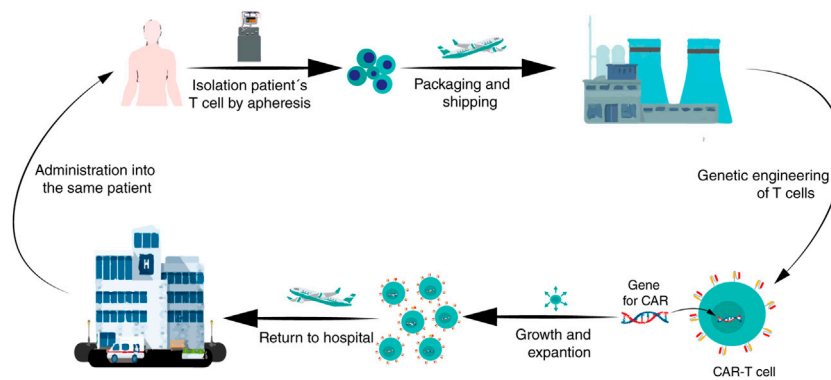 Isolation patient´s
T cell by apheresis
Packaging and
shipping
Genetic engineering
of T cells
Gene
for CAR
CAR-T cell
Growth and
expantion
Return to hospital
H
Administration into
the same patient